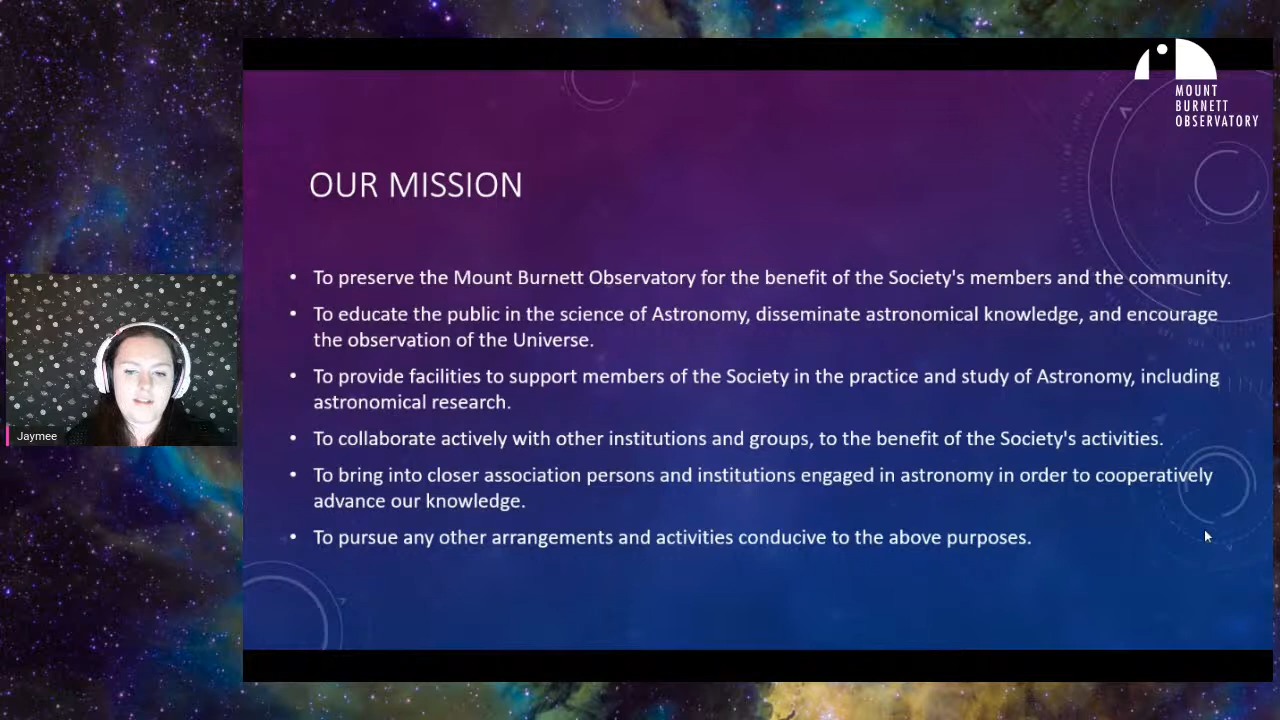 MOUNT
BURNETT
OBSERVATORY
OUR MISSION
• To preserve the Mount Burnett Observatory for the benefit of the Society's members and the community.
• To educate the public in the science of Astronomy, disseminate astronomical knowledge, and encourage
the observation of the Universe.
• To provide facilities to support members of the Society in the practice and study of Astronomy, including
astronomical research.
• To collaborate actively with other institutions and groups, to the benefit of the Society's activities.
• To bring into closer association persons and institutions engaged in astronomy in order to cooperatively
advance our knowledge.
• To pursue any other arrangements and activities conducive to the above purposes.
Jaymee